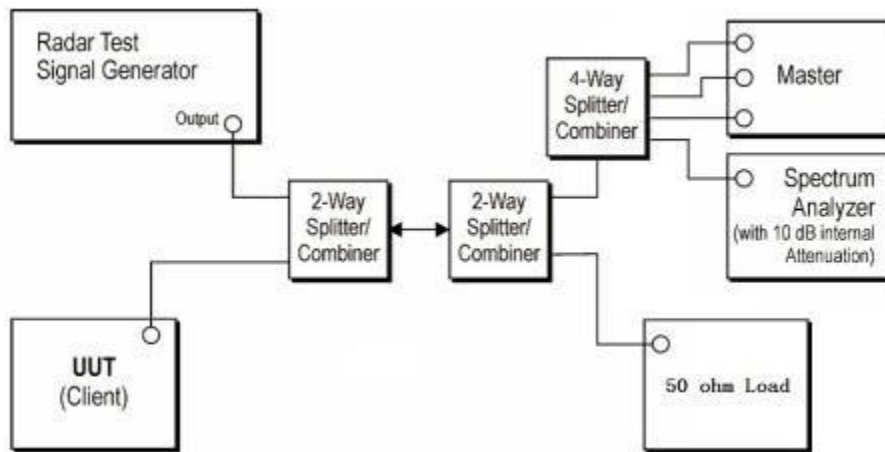 Radar Test
Signal Generator
Output
4-Way
Splitter/
Combiner
Master
2-Way
Splitter/
Combiner
2-Way
Splitter/
Combiner
Spectrum
Analyzer
(with 10 dB internal
Attenuation)
UUT
(Client)
50 ohm Load